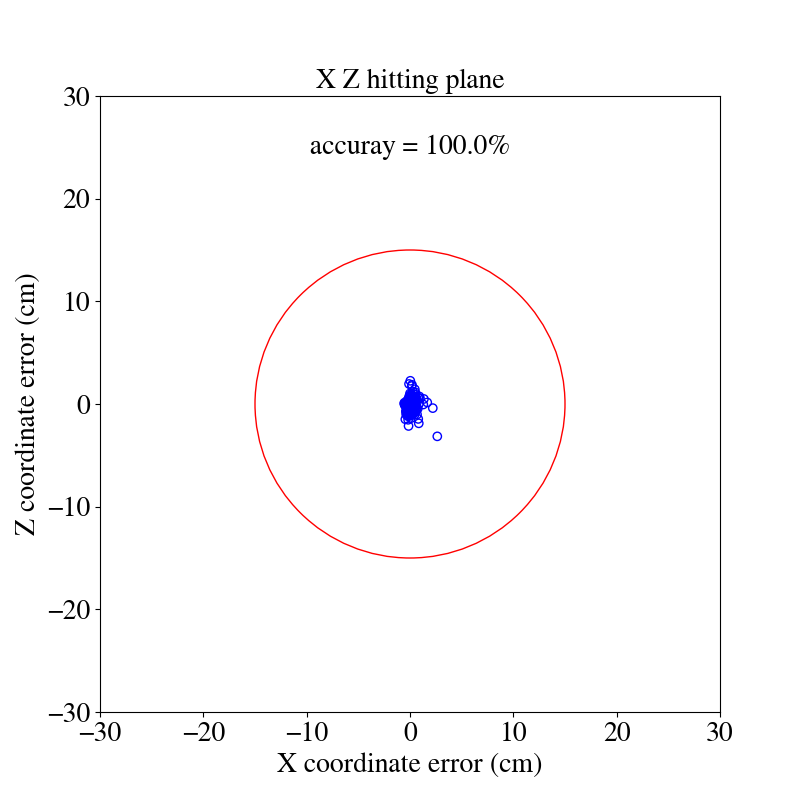 X Z hitting plane
accuray = 100.0%
30
20
10
0
−10
−20
−30
Z coordinate error (cm)
−30 −20 −10 0 10 20 30
X coordinate error (cm)